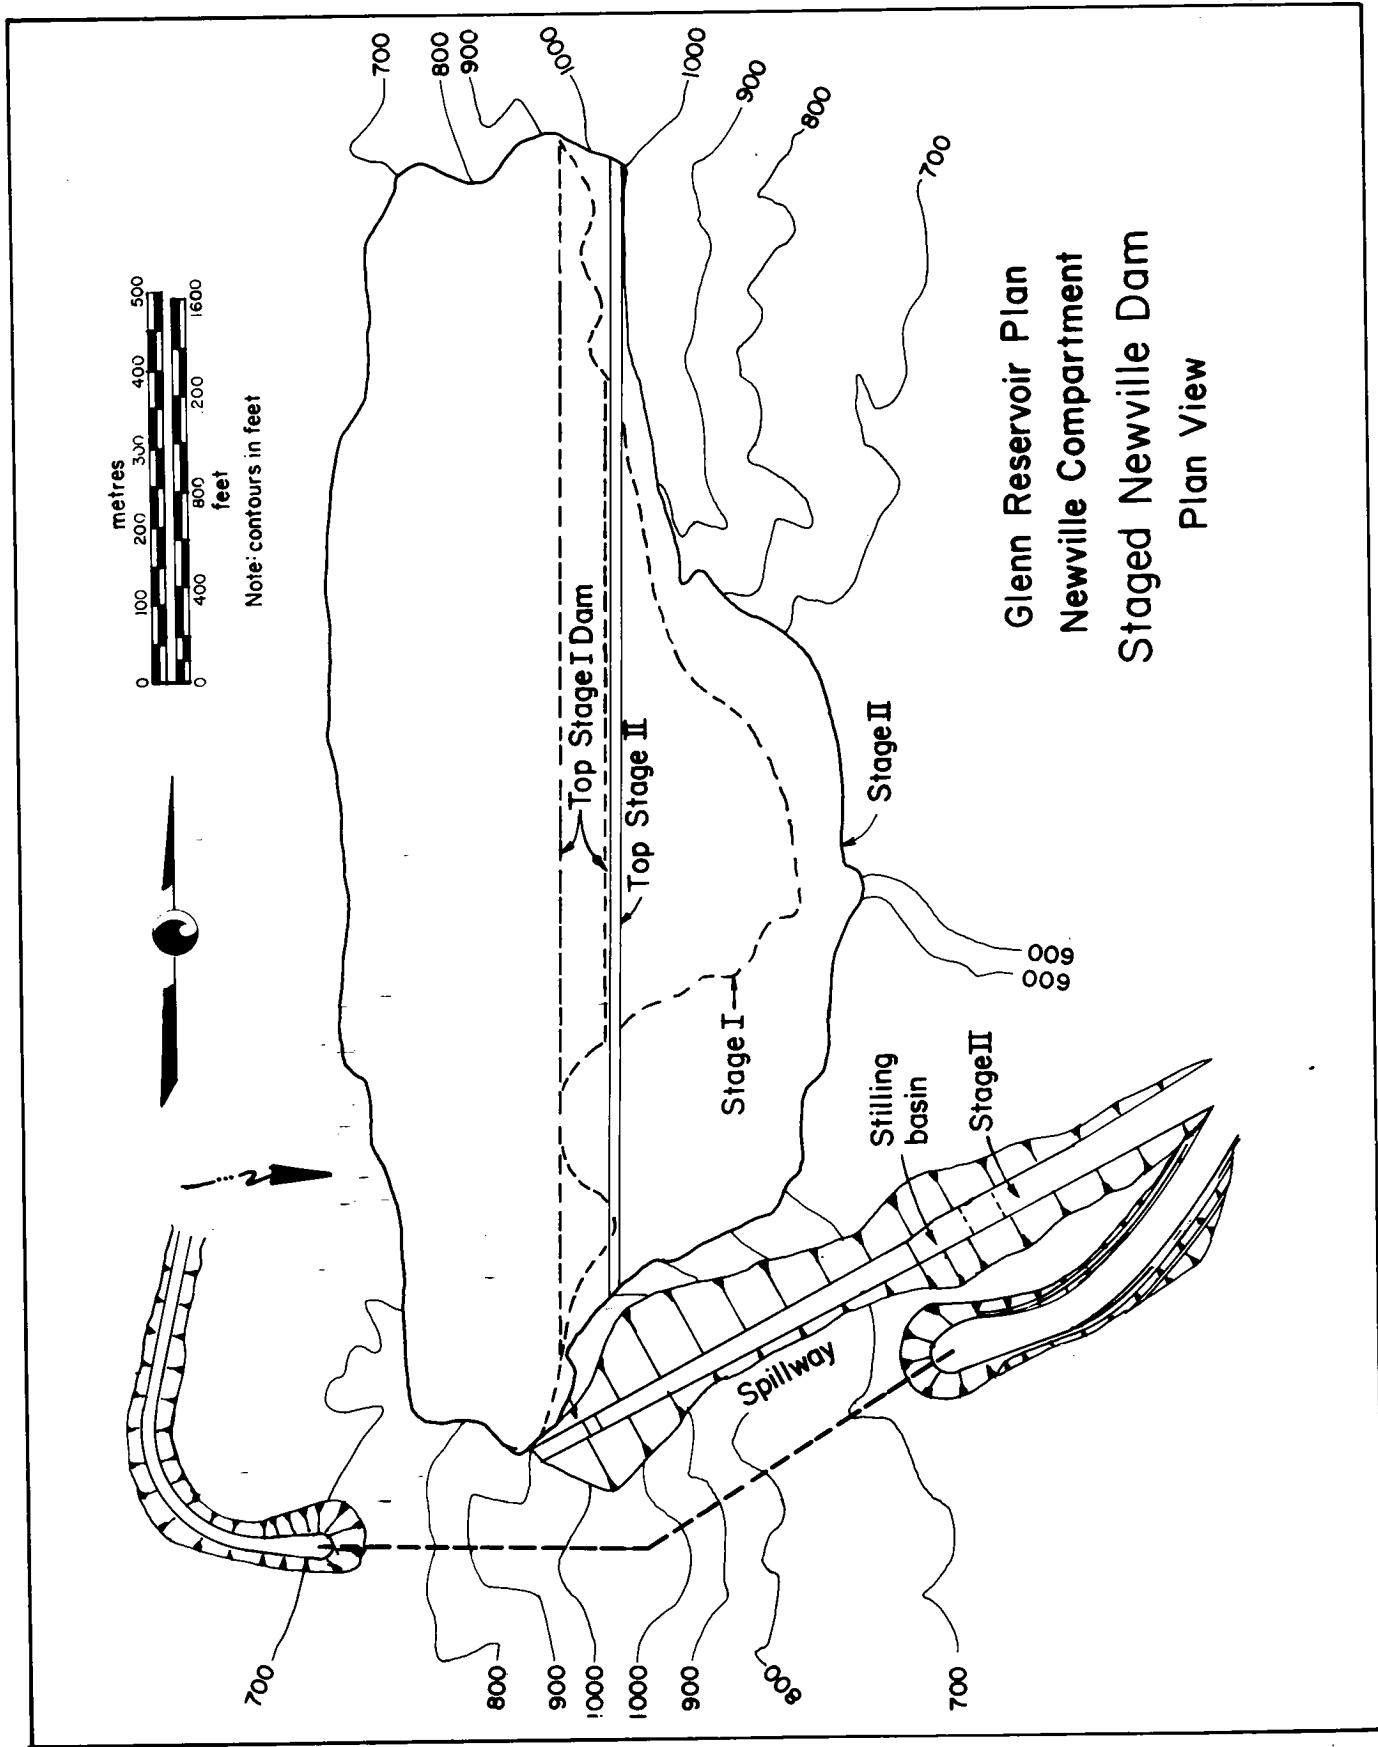 Glenn Reservoir Plan
Newville Compartment
Staged Newville Dam
Plan View
metres
0 100 200 300 400 500
0 400 800 1200 1600
feet
Note: contours in feet
Top Stage I Dam
Top Stage II
Stage I
Stage II
Stilling
basin
Stage II
Spillway
700
800
900
1000
1000
900
800
700
600
600
700
800
900
1000
1000
900
800
700